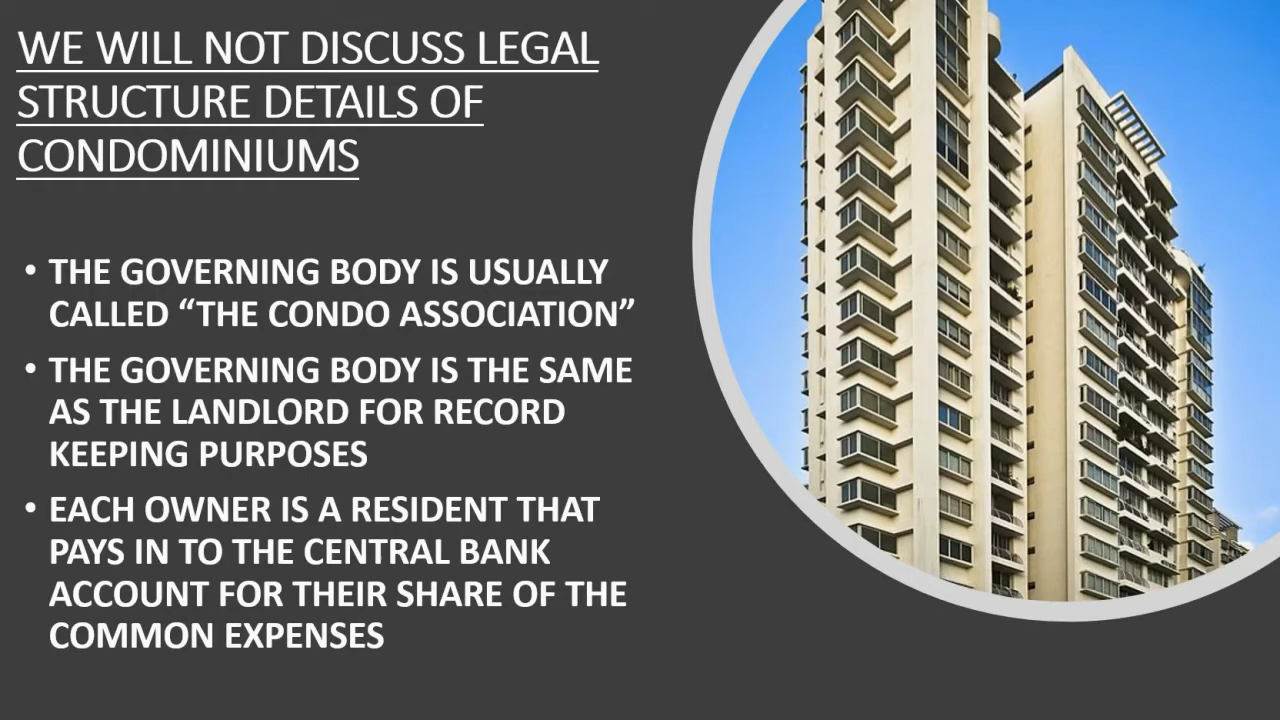 WE WILL NOT DISCUSS LEGAL
STRUCTURE DETAILS OF
CONDOMINIUMS
• THE GOVERNING BODY IS USUALLY
CALLED “THE CONDO ASSOCIATION”
• THE GOVERNING BODY IS THE SAME
AS THE LANDLORD FOR RECORD
KEEPING PURPOSES
• EACH OWNER IS A RESIDENT THAT
PAYS IN TO THE CENTRAL BANK
ACCOUNT FOR THEIR SHARE OF THE
COMMON EXPENSES